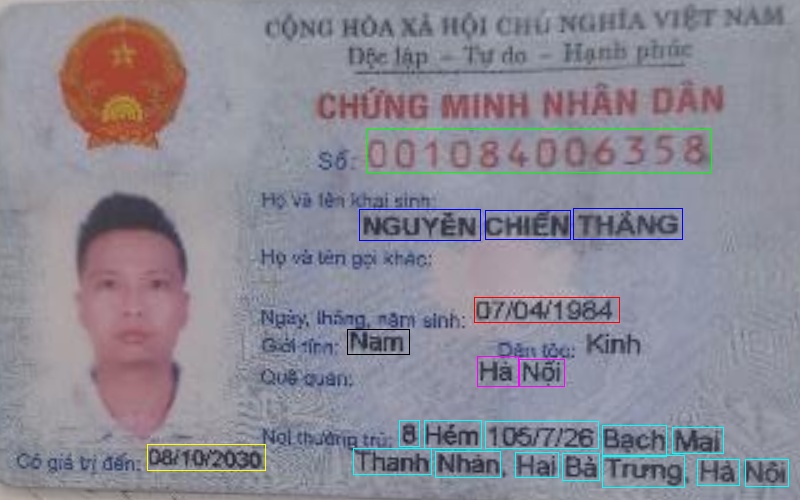 CỘNG HÒA XÃ HỘI CHỦ NGHĨA VIỆT NAM
Độc lập - Tự do - Hạnh phúc
CHỨNG MINH NHÂN DÂN
Số: 001084006358
Họ và tên khai sinh:
NGUYỄN CHIẾN THẮNG
Họ và tên gọi khác:
Ngày, tháng, năm sinh: 07/04/1984
Giới tính: Nam Dân tộc: Kinh
Quê quán: Hà Nội
Nơi thường trú: 8 Hẻm 105/7/26 Bạch Mai
Thanh Nhàn, Hai Bà Trưng, Hà Nội
Có giá trị đến: 08/10/2030